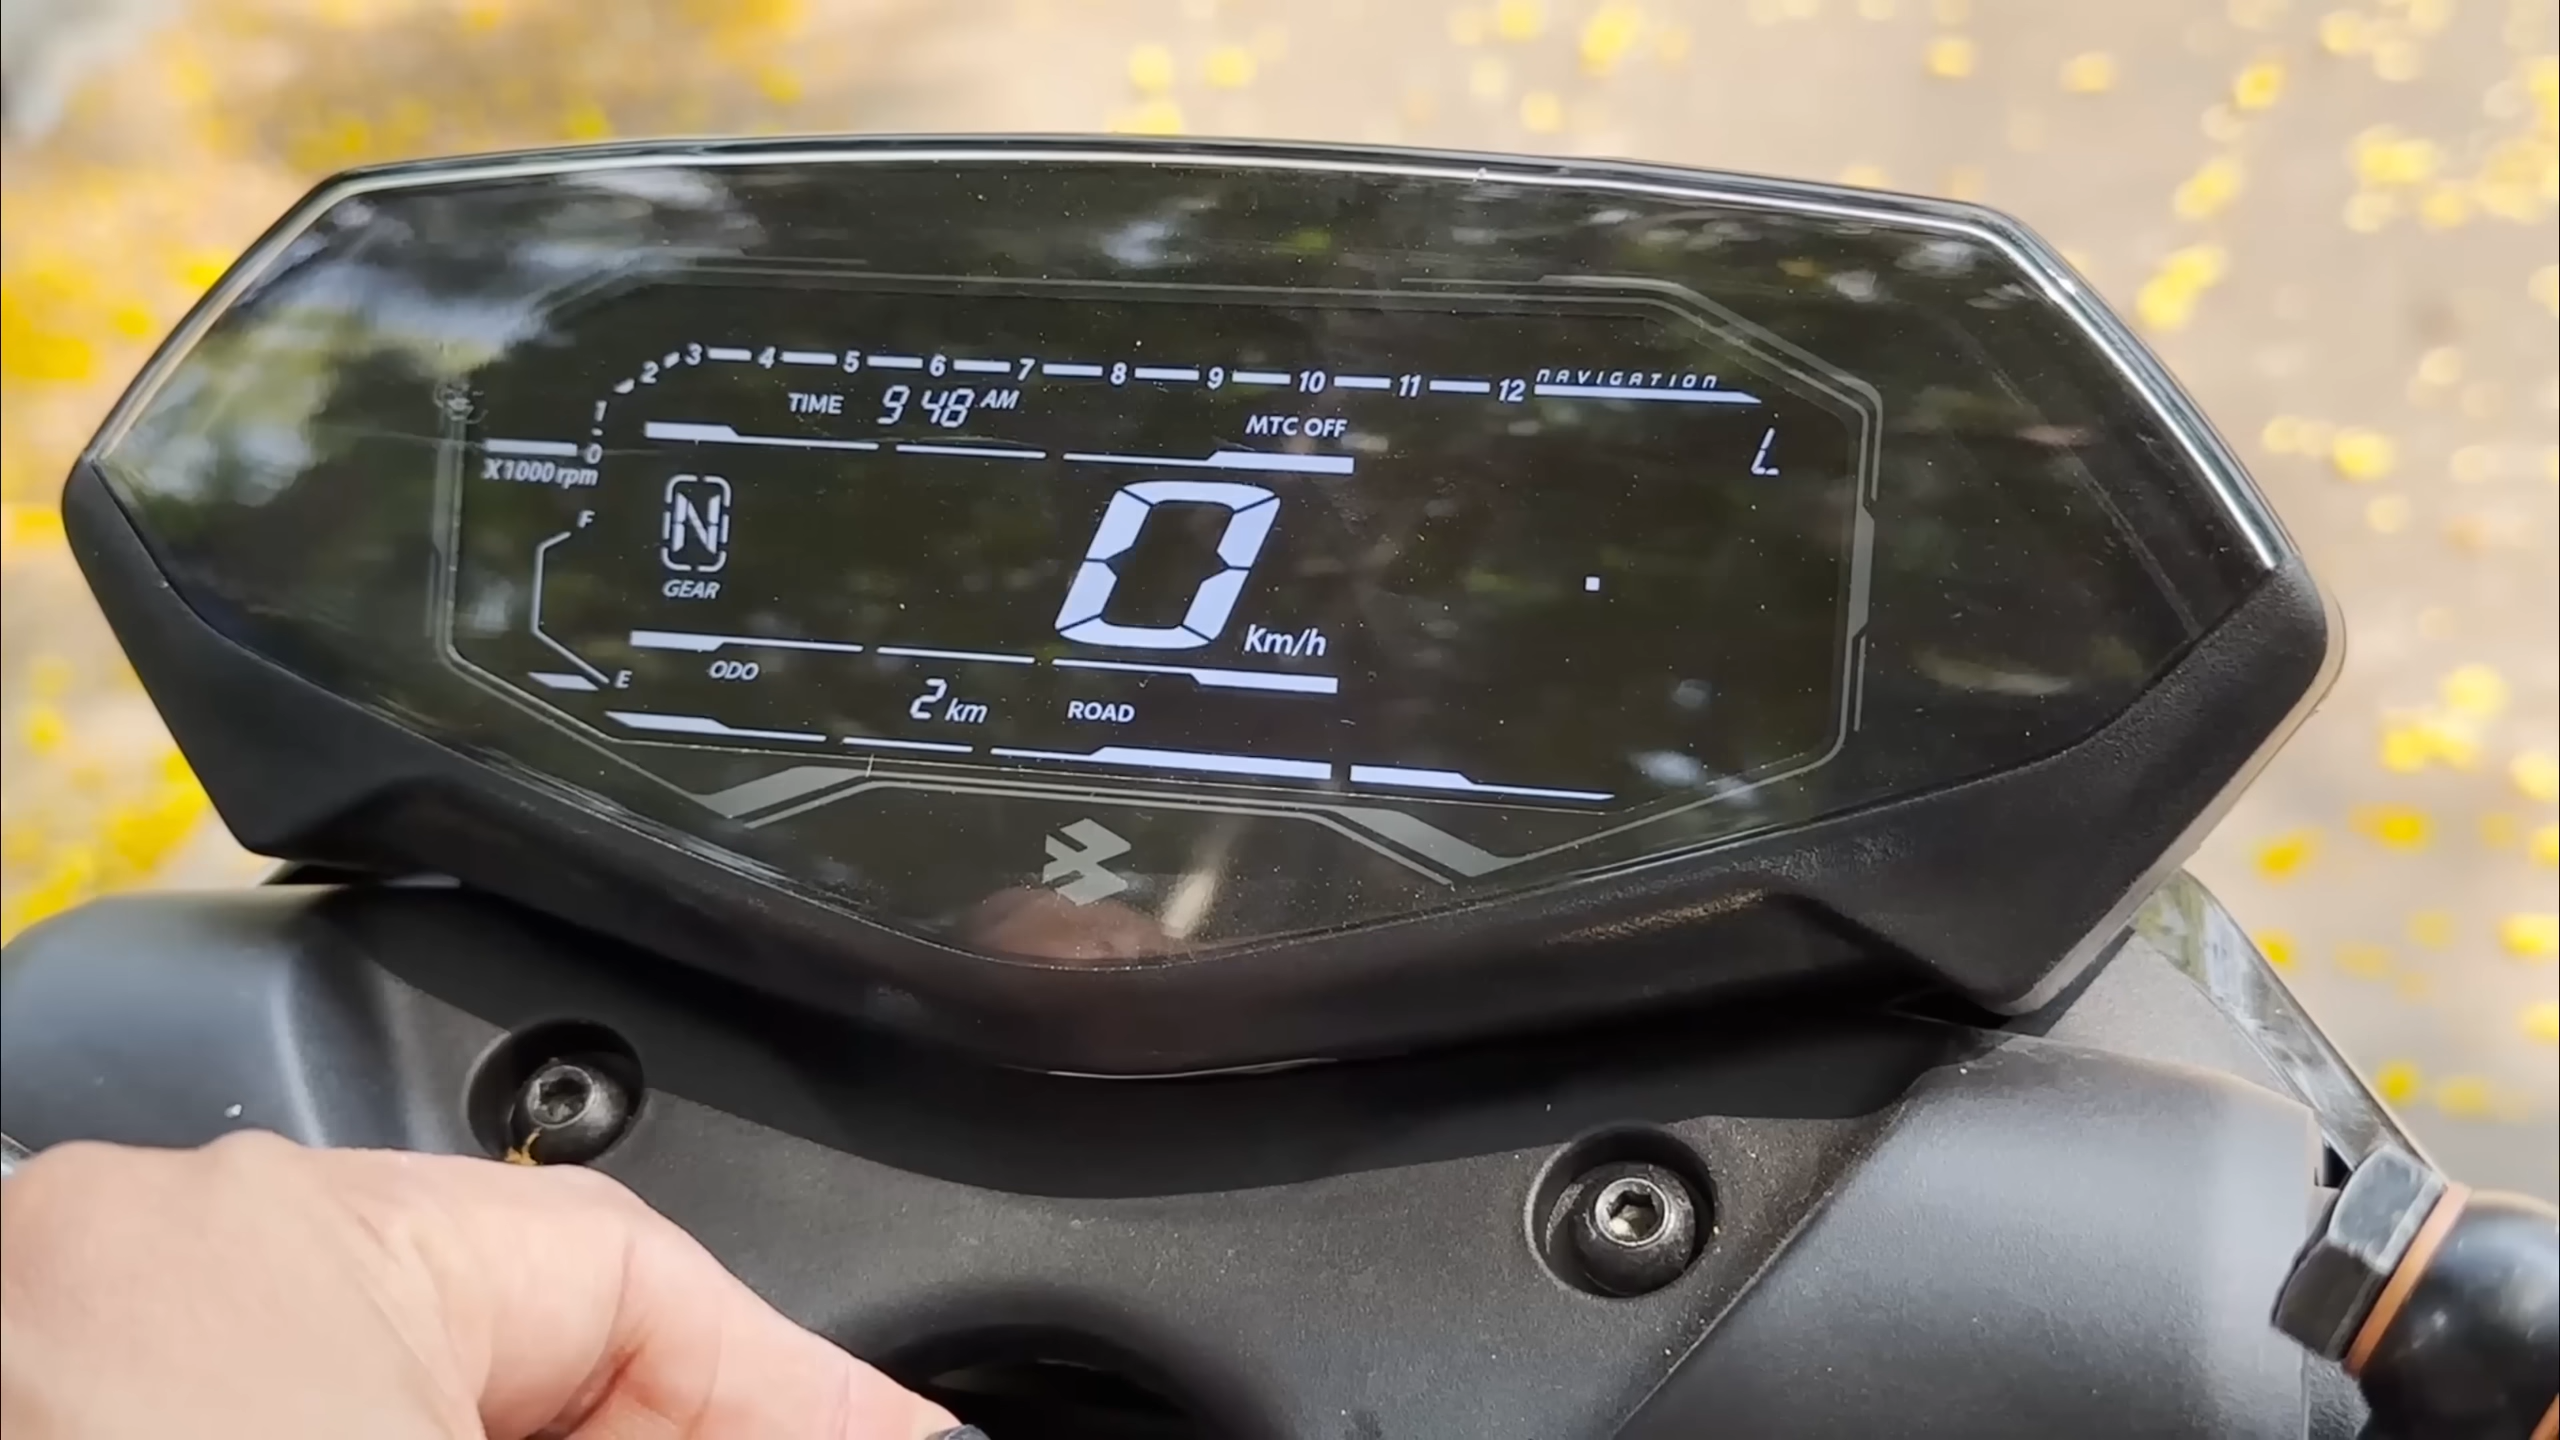 0 1 2 3 4 5 6 7 8 9 10 11 12 NAVIGATION
TIME 9 48 AM
MTC OFF
X1000 rpm
F
N
GEAR
0 Km/h
E
ODO
2 km
ROAD